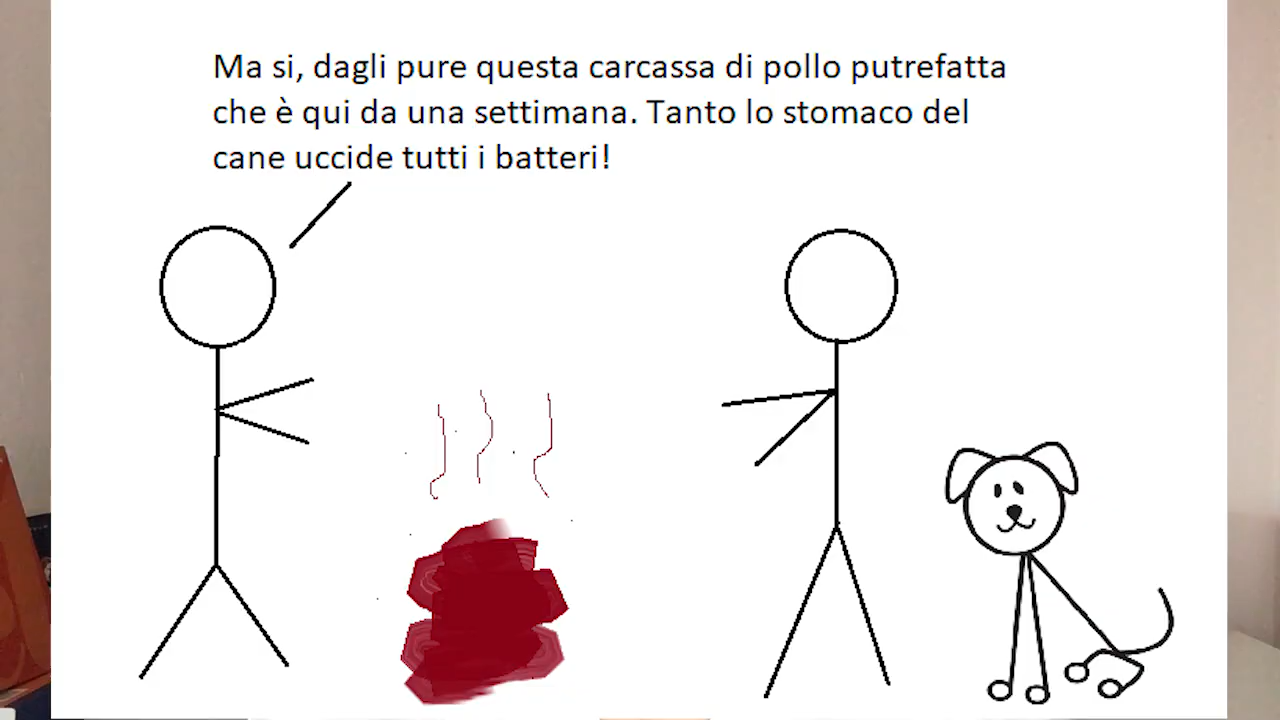 Ma si, dagli pure questa carcassa di pollo putrefatta
che è qui da una settimana. Tanto lo stomaco del
cane uccide tutti i batteri!